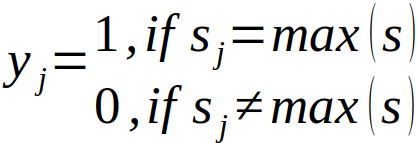 y_j = 1, if s_j = max(s)
0, if s_j ≠ max(s)